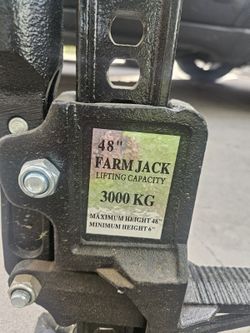 48"
FARM JACK
LIFTING CAPACITY
3000 KG
MAXIMUM HEIGHT 48"
MINIMUM HEIGHT 6"